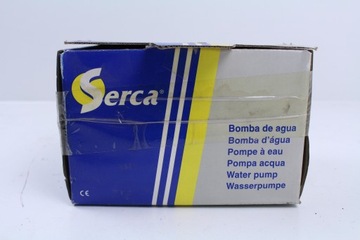 Serca®
Bomba de agua
Bomba d'água
Pompe à eau
Pompa acqua
Water pump
Wasserpumpe
CE